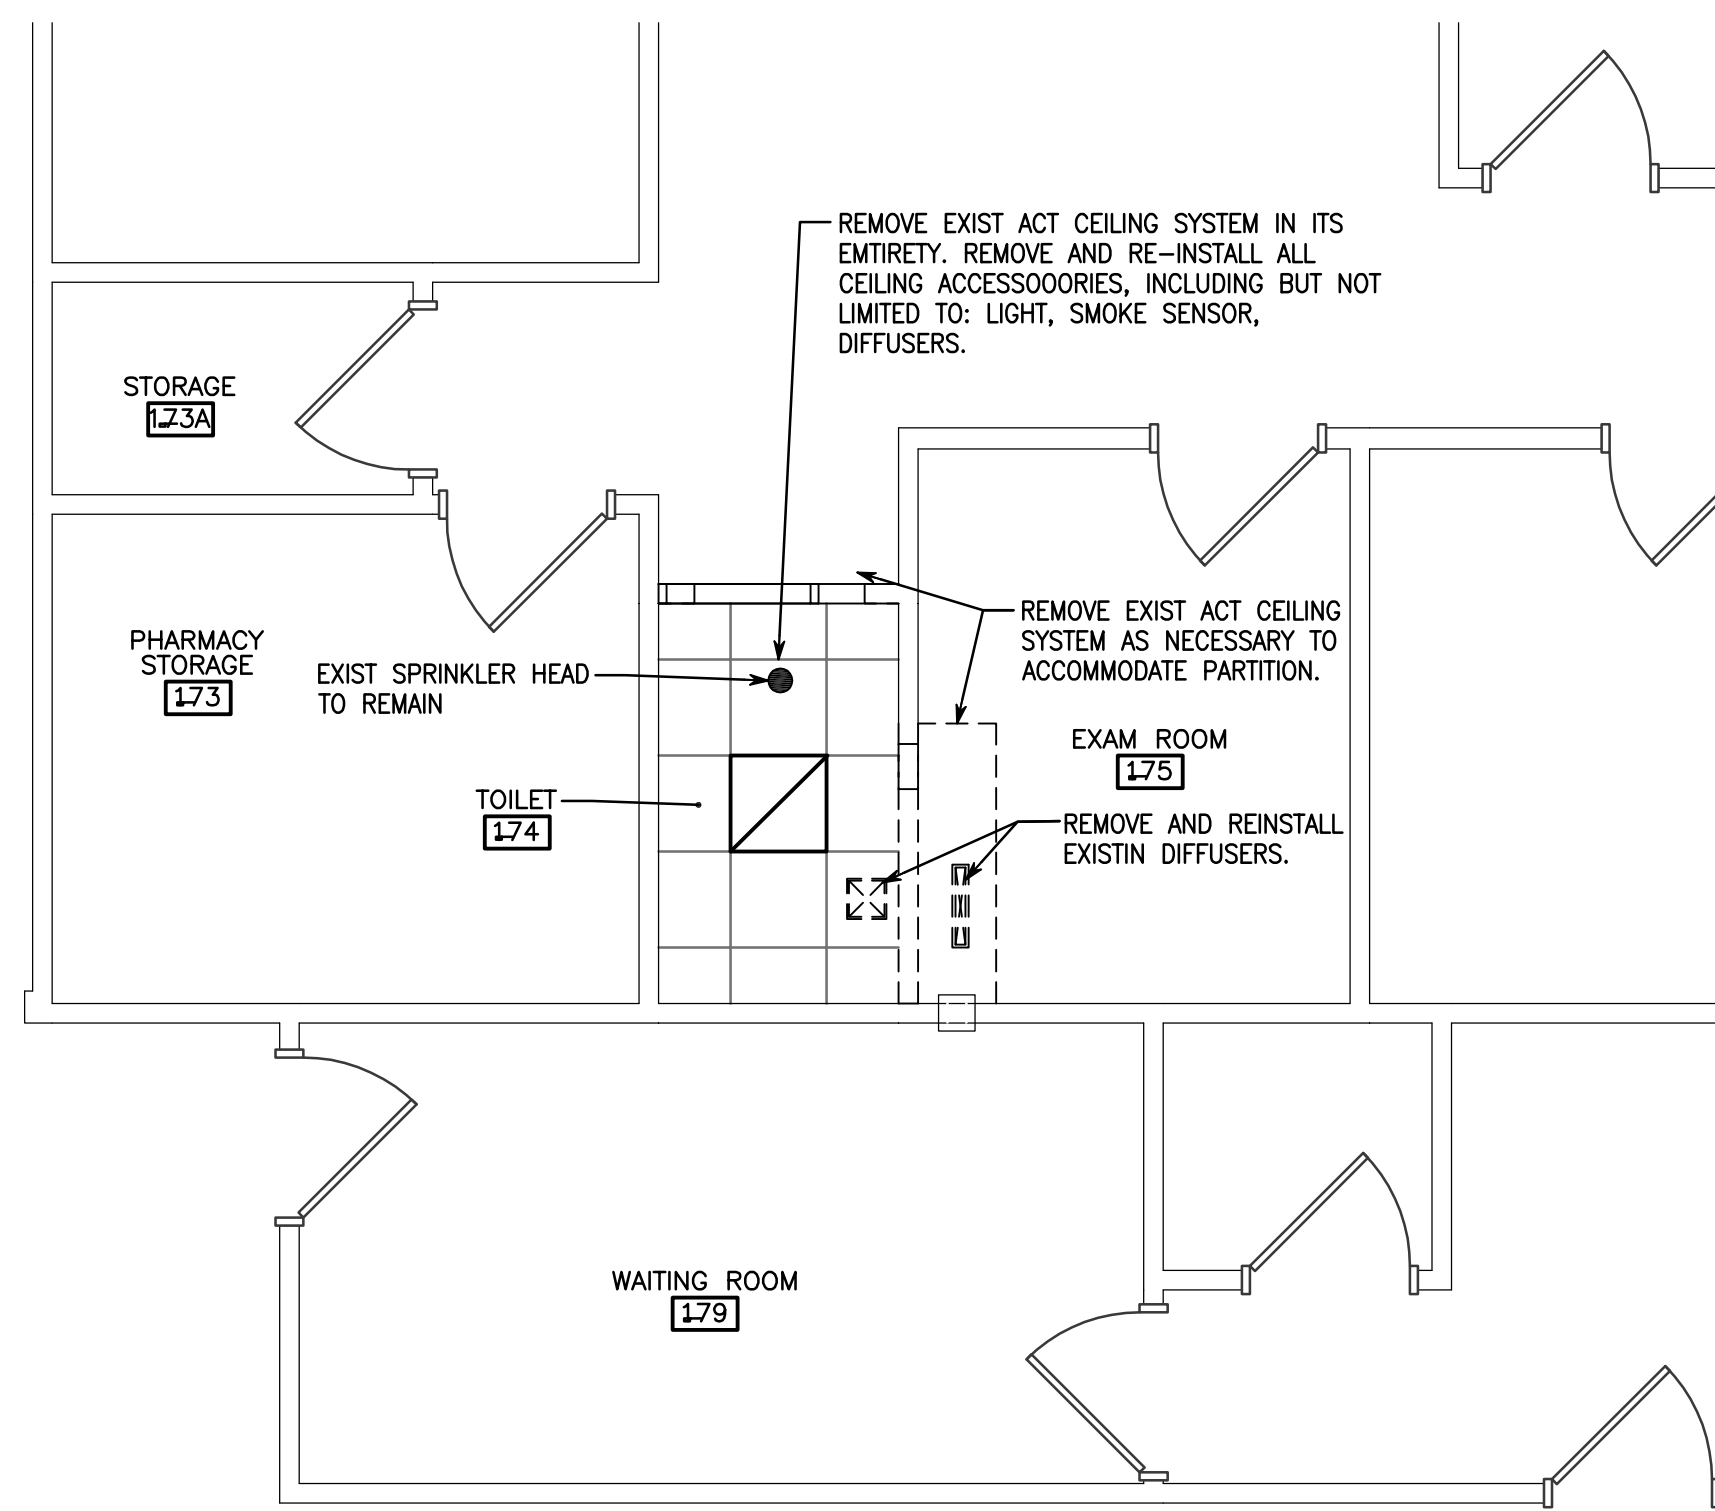 REMOVE EXIST ACT CEILING SYSTEM IN ITS
EMTIRETY. REMOVE AND RE-INSTALL ALL
CEILING ACCESSOOORIES, INCLUDING BUT NOT
LIMITED TO: LIGHT, SMOKE SENSOR,
DIFFUSERS.
STORAGE
173A
REMOVE EXIST ACT CEILING
SYSTEM AS NECESSARY TO
ACCOMMODATE PARTITION.
PHARMACY
STORAGE
173
EXIST SPRINKLER HEAD
TO REMAIN
EXAM ROOM
175
TOILET
174
REMOVE AND REINSTALL
EXISTIN DIFFUSERS.
WAITING ROOM
179